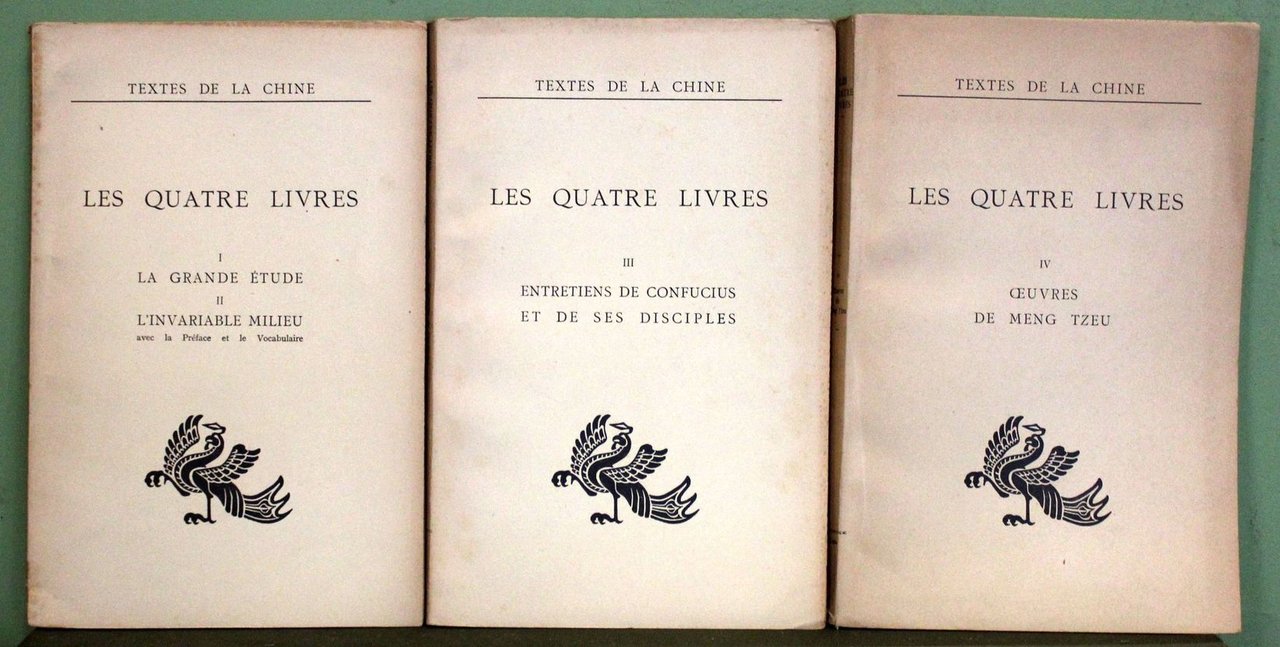 TEXTES DE LA CHINE
LES QUATRE LIVRES
I
LA GRANDE ÉTUDE
II
L'INVARIABLE MILIEU
avec la Préface et le Vocabulaire
TEXTES DE LA CHINE
LES QUATRE LIVRES
III
ENTRETIENS DE CONFUCIUS
ET DE SES DISCIPLES
TEXTES DE LA CHINE
LES QUATRE LIVRES
IV
ŒUVRES
DE MENG TZEU